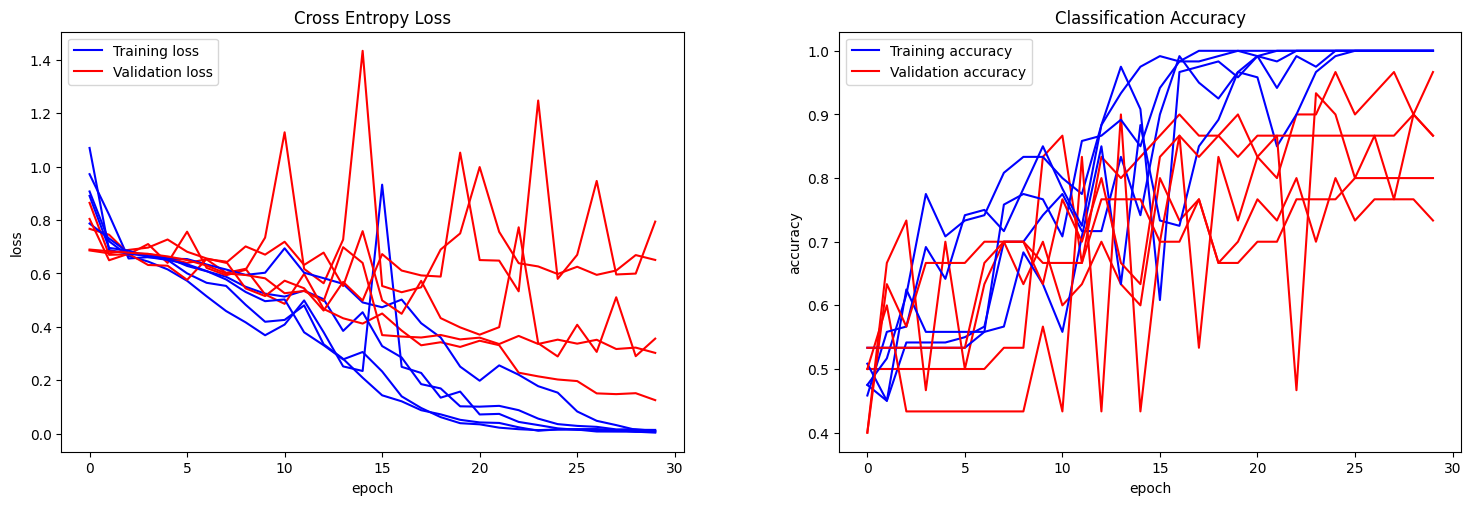 Cross Entropy Loss
Training loss
Validation loss
1.4
1.2
1.0
0.8
0.6
0.4
0.2
0.0
loss
0 5 10 15 20 25 30
epoch
Classification Accuracy
Training accuracy
Validation accuracy
1.0
0.9
0.8
0.7
0.6
0.5
0.4
accuracy
0 5 10 15 20 25 30
epoch